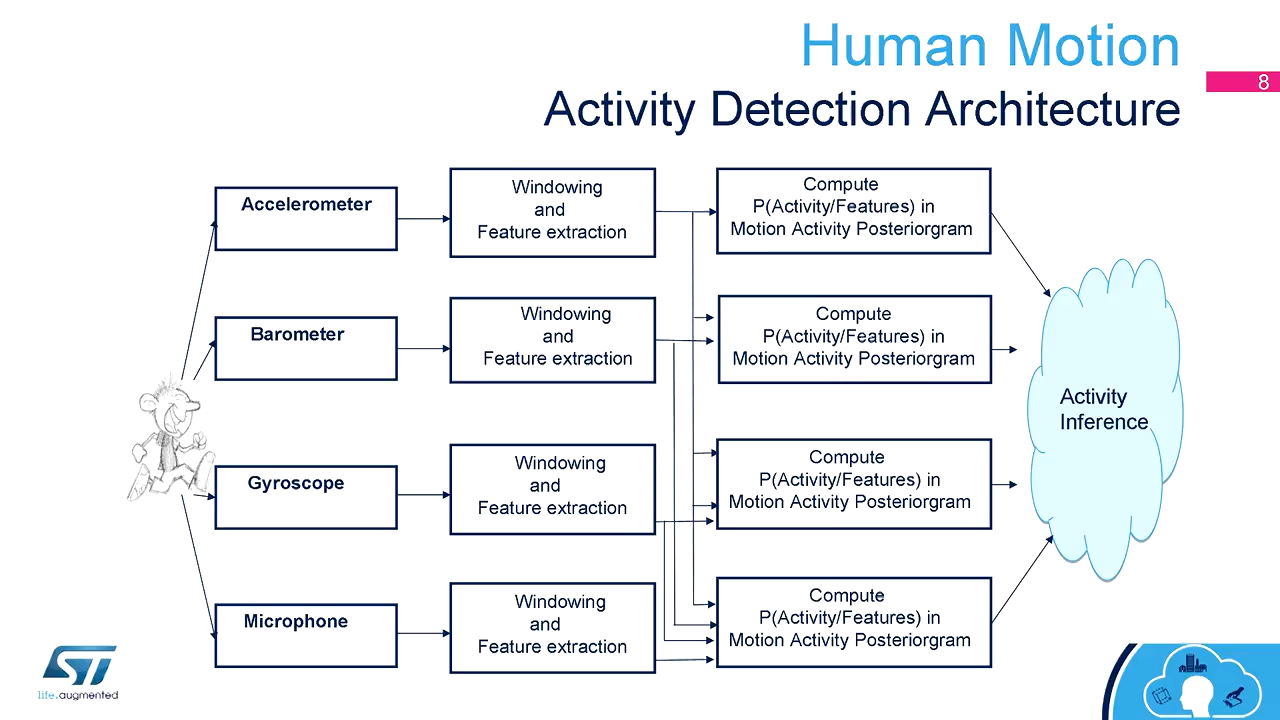 Human Motion
8
Activity Detection Architecture
Accelerometer
Windowing
and
Feature extraction
Compute
P(Activity/Features) in
Motion Activity Posteriorgram
Barometer
Windowing
and
Feature extraction
Compute
P(Activity/Features) in
Motion Activity Posteriorgram
Activity
Inference
Gyroscope
Windowing
and
Feature extraction
Compute
P(Activity/Features) in
Motion Activity Posteriorgram
Microphone
Windowing
and
Feature extraction
Compute
P(Activity/Features) in
Motion Activity Posteriorgram
ST
life.augmented